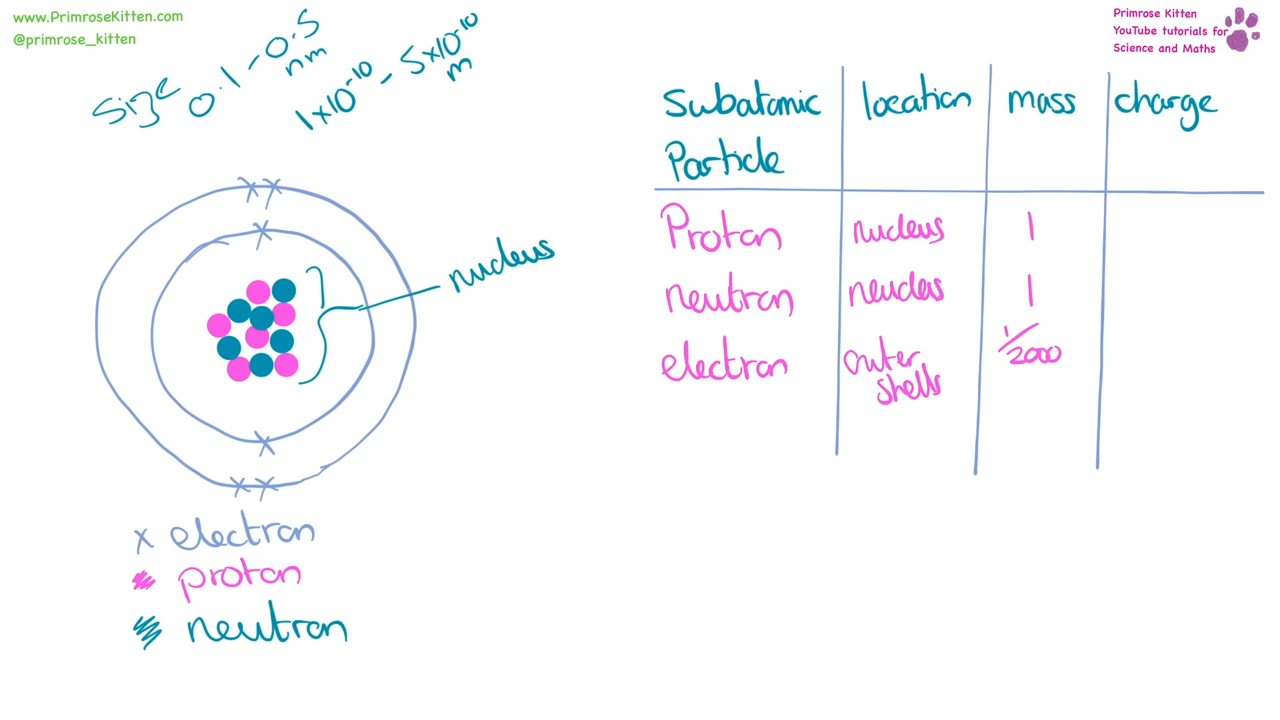 www.PrimroseKitten.com
@primrose_kitten
Primrose Kitten
YouTube tutorials for
Science and Maths
Size 0.1 - 0.5
nm
1x10⁻¹⁰ - 5x10⁻¹⁰
m
nucleus
x electron
proton
neutron
Subatomic location mass charge
Particle
Proton nucleus 1
neutron neucles 1
electron outer 1/2000
shells